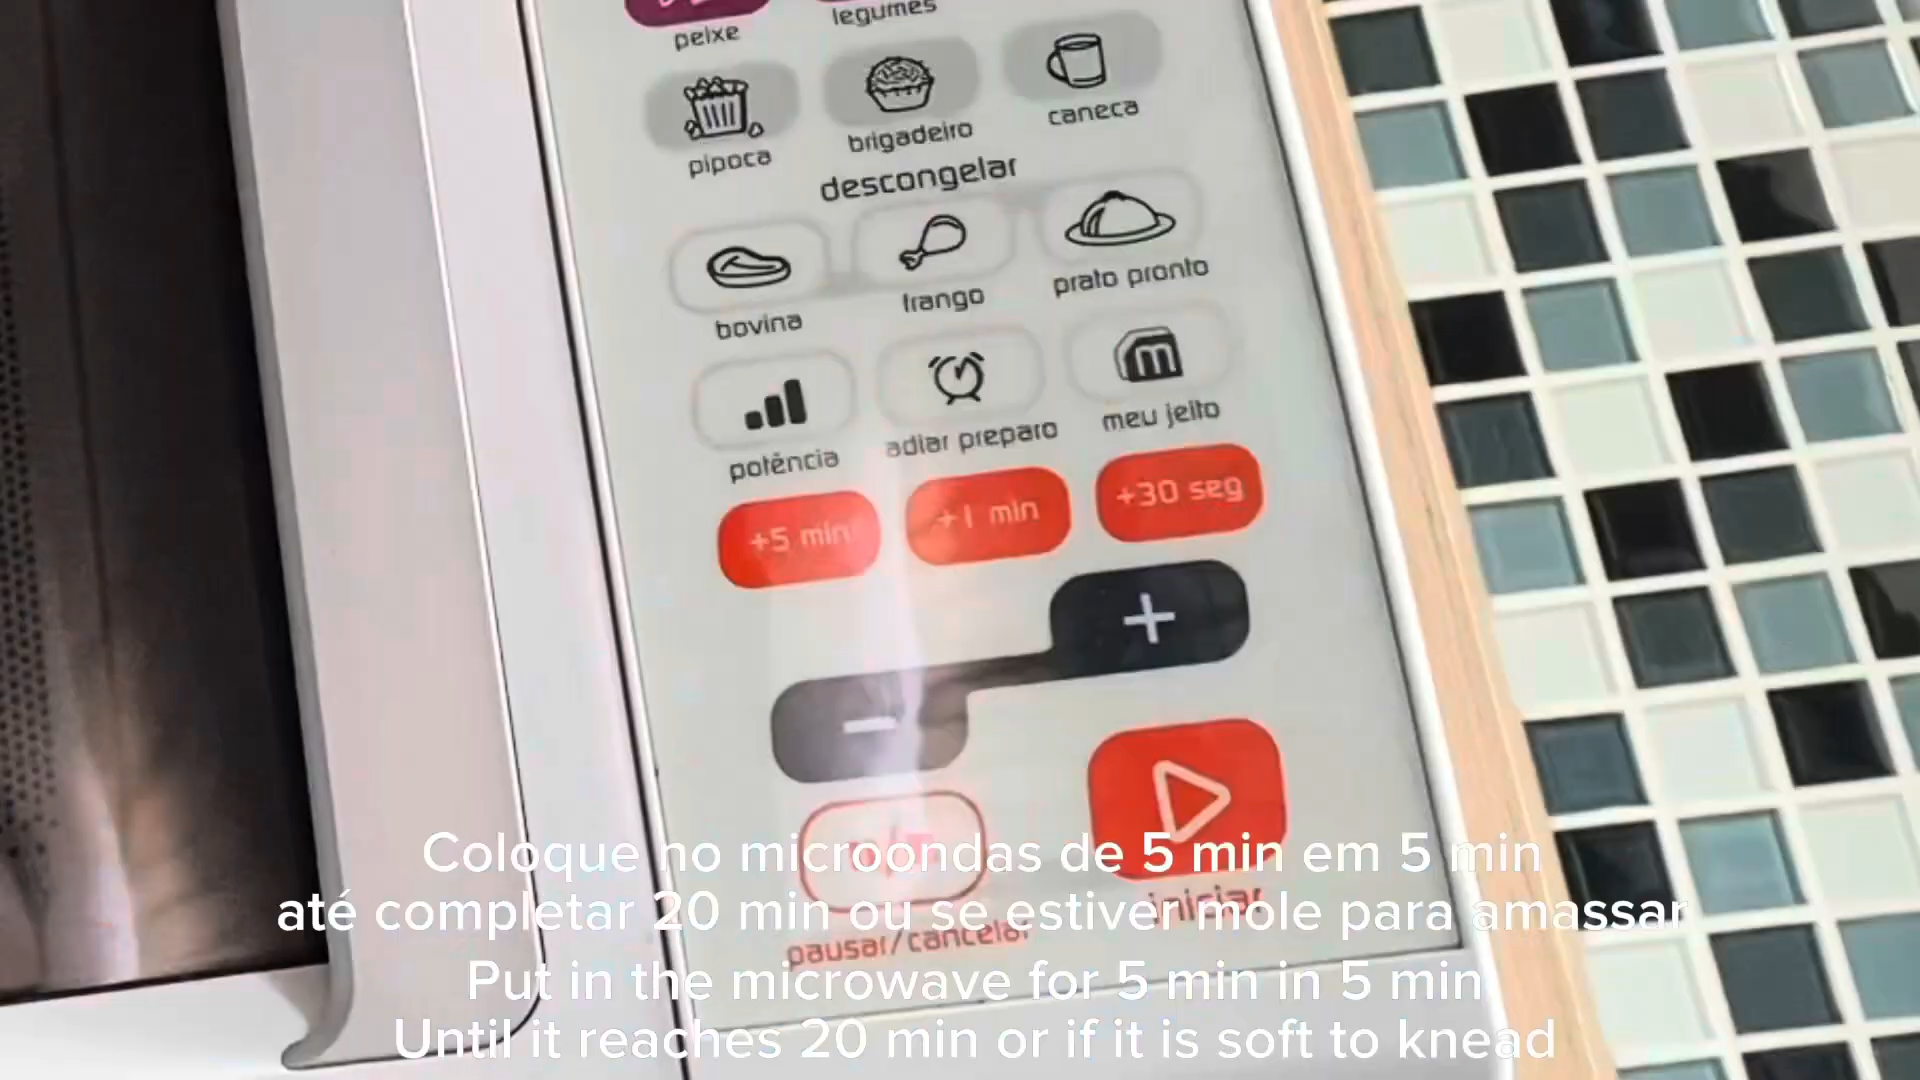 peixe
legumes
pipoca
brigadeiro
caneca
descongelar
bovina
frango
prato pronto
potência
adiar preparo
meu jeito
+5 min
+1 min
+30 seg
+
-
iniciar
pausar/cancelar
Coloque no microondas de 5 min em 5 min
até completar 20 min ou se estiver mole para amassar
Put in the microwave for 5 min in 5 min
Until it reaches 20 min or if it is soft to knead